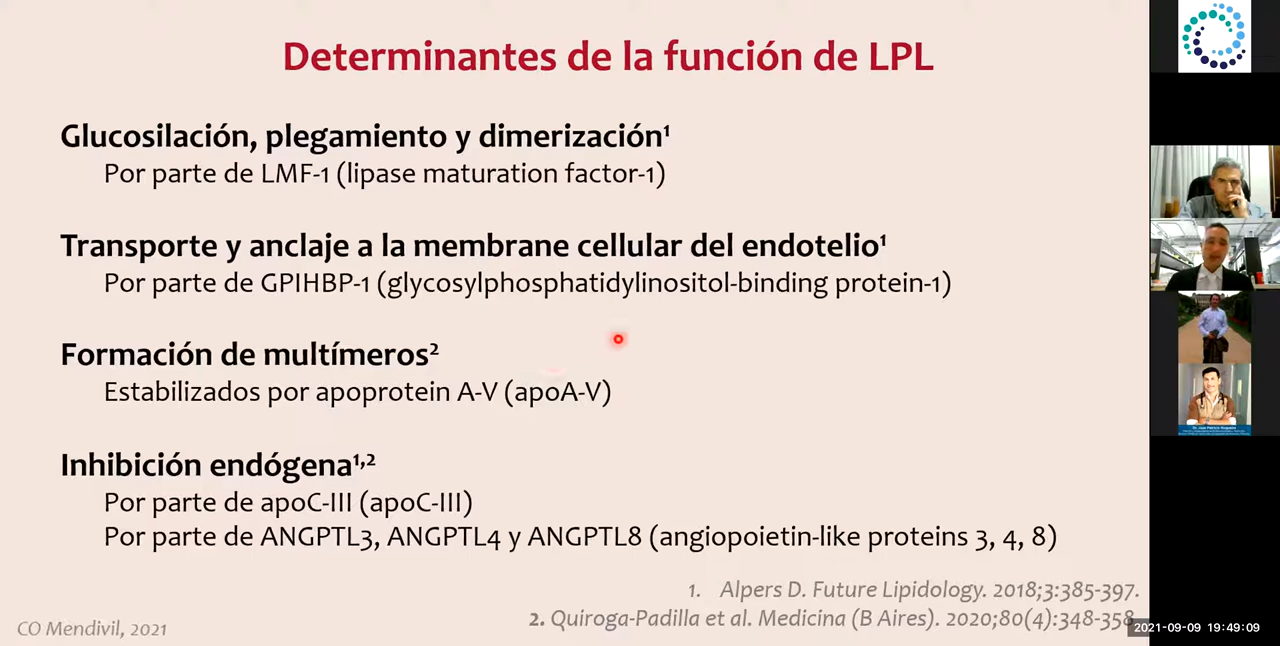 Determinantes de la función de LPL
Glucosilación, plegamiento y dimerización¹
Por parte de LMF-1 (lipase maturation factor-1)
Transporte y anclaje a la membrane cellular del endotelio¹
Por parte de GPIHBP-1 (glycosylphosphatidylinositol-binding protein-1)
Formación de multímeros²
Estabilizados por apoprotein A-V (apoA-V)
Inhibición endógena¹,²
Por parte de apoC-III (apoC-III)
Por parte de ANGPTL3, ANGPTL4 y ANGPTL8 (angiopoietin-like proteins 3, 4, 8)
1. Alpers D. Future Lipidology. 2018;3:385-397.
2. Quiroga-Padilla et al. Medicina (B Aires). 2020;80(4):348-358
CO Mendivil, 2021
2021-09-09 19:49:09